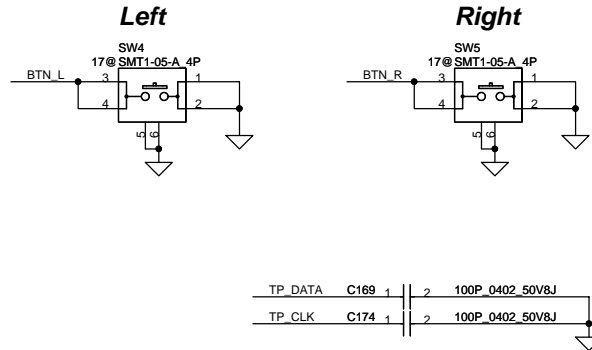 Left Right
SW4 SW5
17@ SMT1-05-A_4P 17@ SMT1-05-A_4P
BTN_L 3 1 BTN_R 3 1
4 2 4 2
5 6 5 6
TP_DATA C169 1 2 100P_0402_50V8J
TP_CLK C174 1 2 100P_0402_50V8J